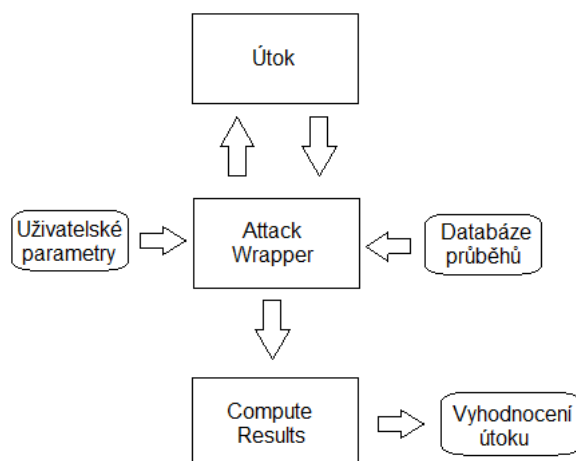 Útok
Uživatelské
parametry
Attack
Wrapper
Databáze
průběhů
Compute
Results
Vyhodnocení
útoku